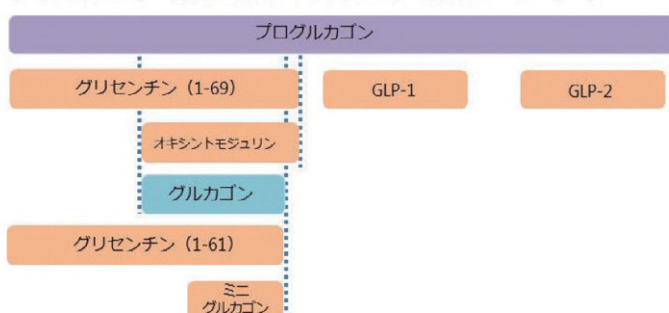 プログルカゴン
グリセンチン（1-69）
GLP-1
GLP-2
オキシントモジュリン
グルカゴン
グリセンチン（1-61）
ミニ
グルカゴン